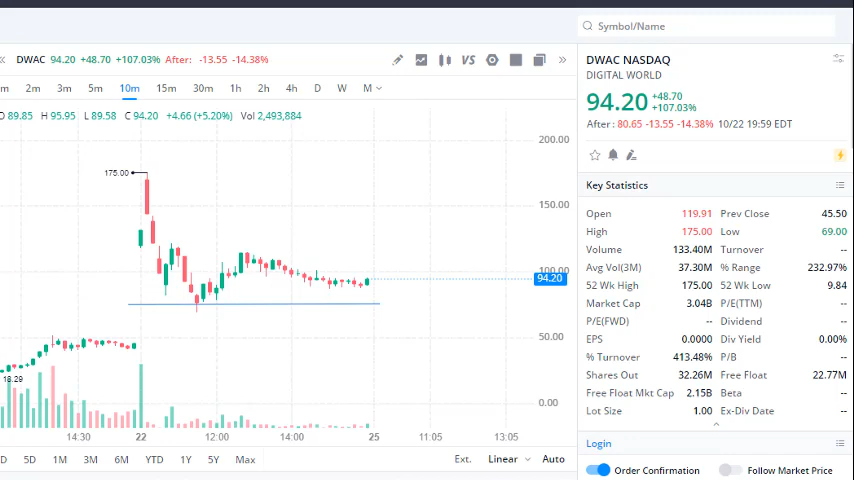 Symbol/Name
DWAC 94.20 +48.70 +107.03% After: -13.55 -14.38%
VS
DWAC NASDAQ
DIGITAL WORLD
94.20 +48.70 +107.03%
After : 80.65 -13.55 -14.38% 10/22 19:59 EDT
m 2m 3m 5m 10m 15m 30m 1h 2h 4h D W M
O 89.85 H 95.95 L 89.58 C 94.20 +4.66 (+5.20%) Vol 2,493,884
200.00
175.00
150.00
100.00
94.20
50.00
18.29
0.00
14:30 22 12:00 14:00 25 11:05 13:05
D 5D 1M 3M 6M YTD 1Y 5Y Max Ext. Linear Auto
Key Statistics
Open 119.91 Prev Close 45.50
High 175.00 Low 69.00
Volume 133.40M Turnover --
Avg Vol(3M) 37.30M % Range 232.97%
52 Wk High 175.00 52 Wk Low 9.84
Market Cap 3.04B P/E(TTM) --
P/E(FWD) -- Dividend --
EPS 0.0000 Div Yield 0.00%
% Turnover 413.48% P/B --
Shares Out 32.26M Free Float 22.77M
Free Float Mkt Cap 2.15B Beta --
Lot Size 1.00 Ex-Div Date --
Login
Order Confirmation Follow Market Price